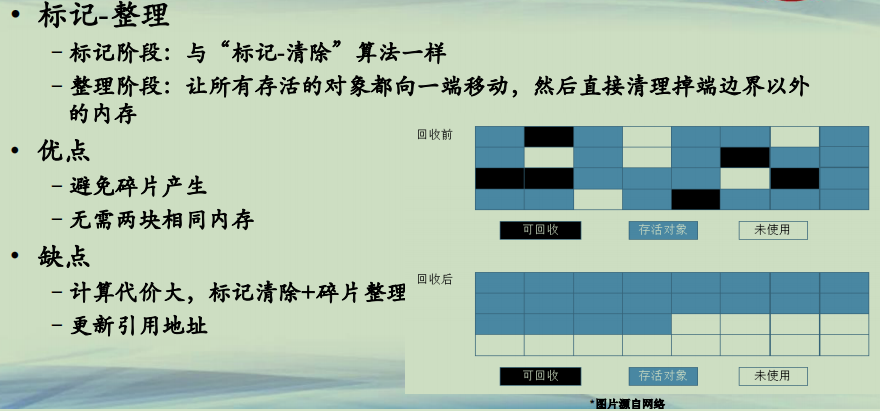 • 标记-整理
– 标记阶段：与“标记-清除”算法一样
– 整理阶段：让所有存活的对象都向一端移动，然后直接清理掉端边界以外
的内存
• 优点
– 避免碎片产生
– 无需两块相同内存
• 缺点
– 计算代价大，标记清除+碎片整理
– 更新引用地址
回收前
可回收 存活对象 未使用
回收后
可回收 存活对象 未使用
*图片源自网络